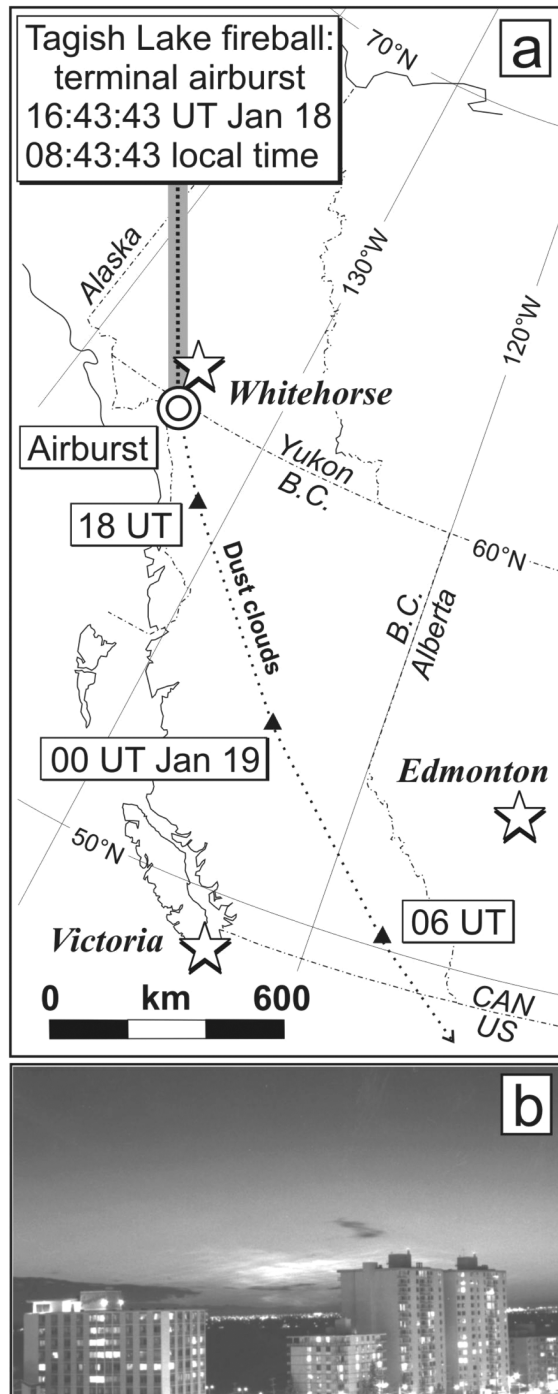 Tagish Lake fireball:
terminal airburst
16:43:43 UT Jan 18
08:43:43 local time
a
70°N
Alaska
130°W
120°W
Whitehorse
Airburst
Yukon
B.C.
18 UT
60°N
Dust clouds
B.C.
Alberta
00 UT Jan 19
Edmonton
50°N
06 UT
Victoria
0 km 600
CAN
US
b